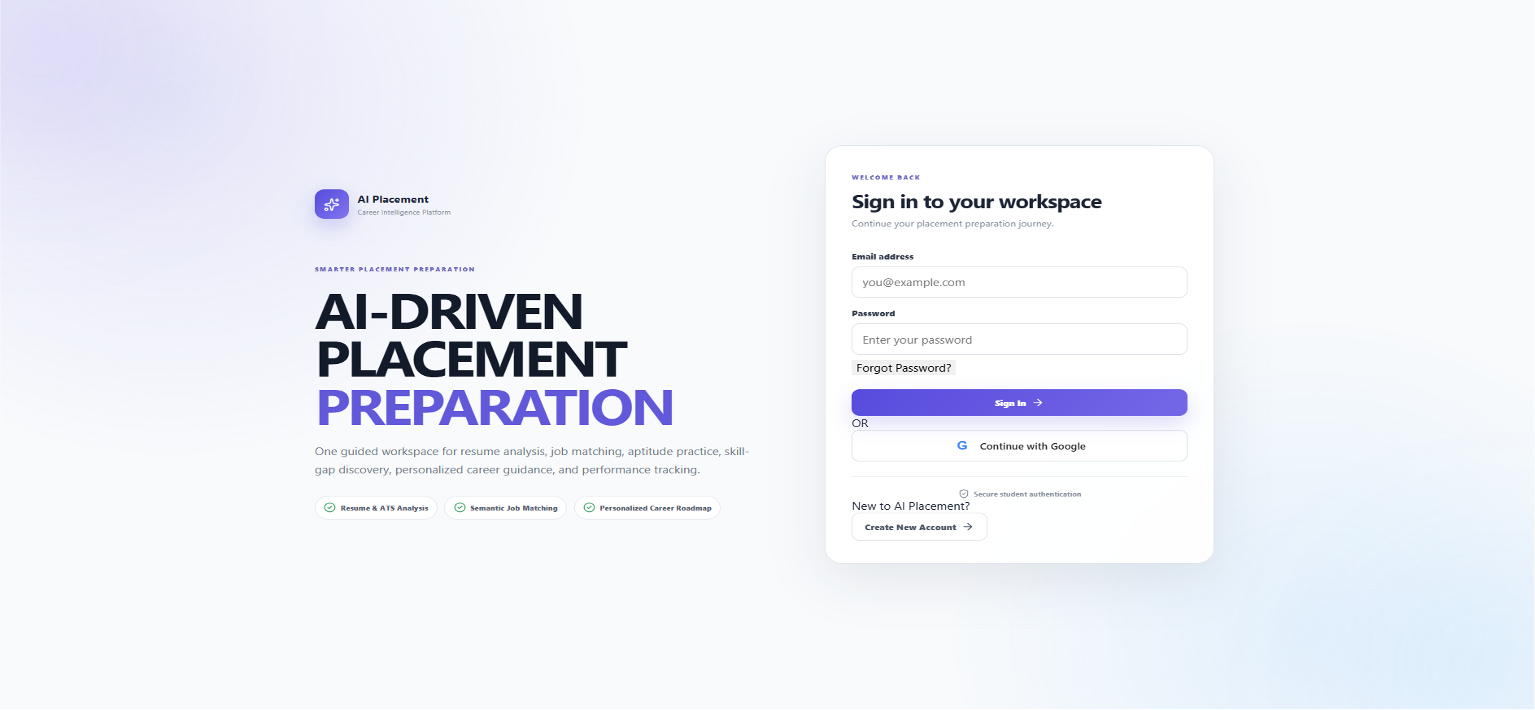 AI Placement
Career Intelligence Platform
SMARTER PLACEMENT PREPARATION
AI-DRIVEN
PLACEMENT
PREPARATION
One guided workspace for resume analysis, job matching, aptitude practice, skill-
gap discovery, personalized career guidance, and performance tracking.
Resume & ATS Analysis
Semantic Job Matching
Personalized Career Roadmap
WELCOME BACK
Sign in to your workspace
Continue your placement preparation journey.
Email address
you@example.com
Password
Enter your password
Forgot Password?
Sign In
OR
G Continue with Google
Secure student authentication
New to AI Placement?
Create New Account